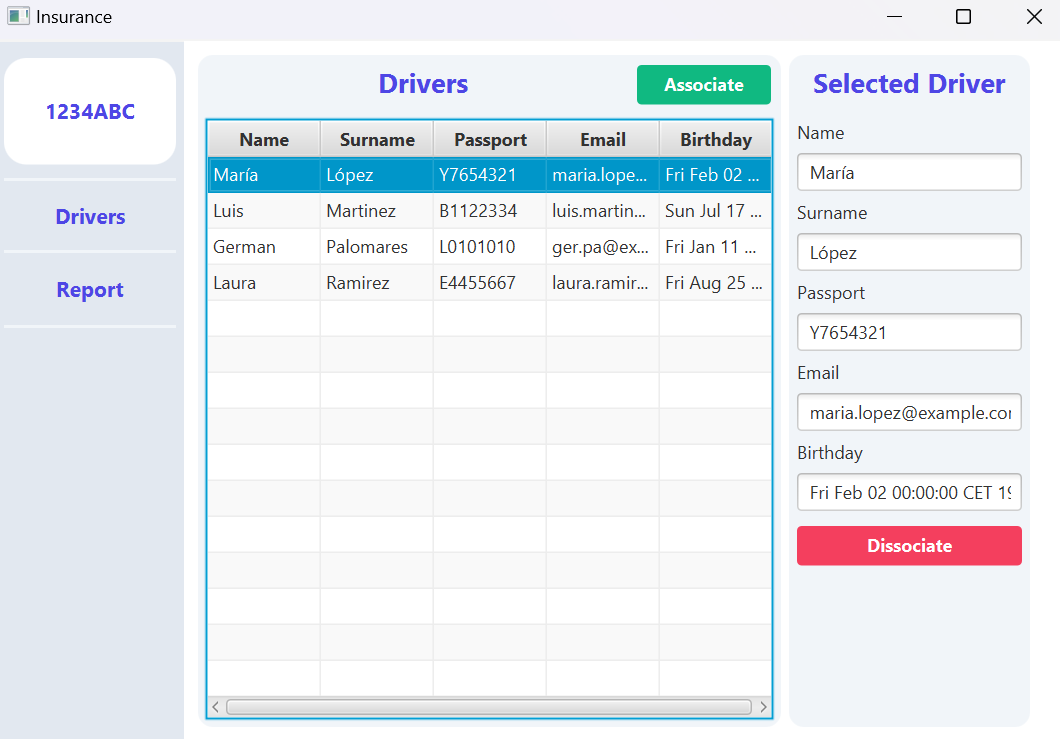 Insurance
1234ABC
Drivers
Report
Drivers
Associate
Name Surname Passport Email Birthday
María López Y7654321 maria.lope... Fri Feb 02 ...
Luis Martinez B1122334 luis.martin... Sun Jul 17 ...
German Palomares L0101010 ger.pa@ex... Fri Jan 11 ...
Laura Ramirez E4455667 laura.ramir... Fri Aug 25 ...
Selected Driver
Name
María
Surname
López
Passport
Y7654321
Email
maria.lopez@example.co
Birthday
Fri Feb 02 00:00:00 CET 19
Dissociate